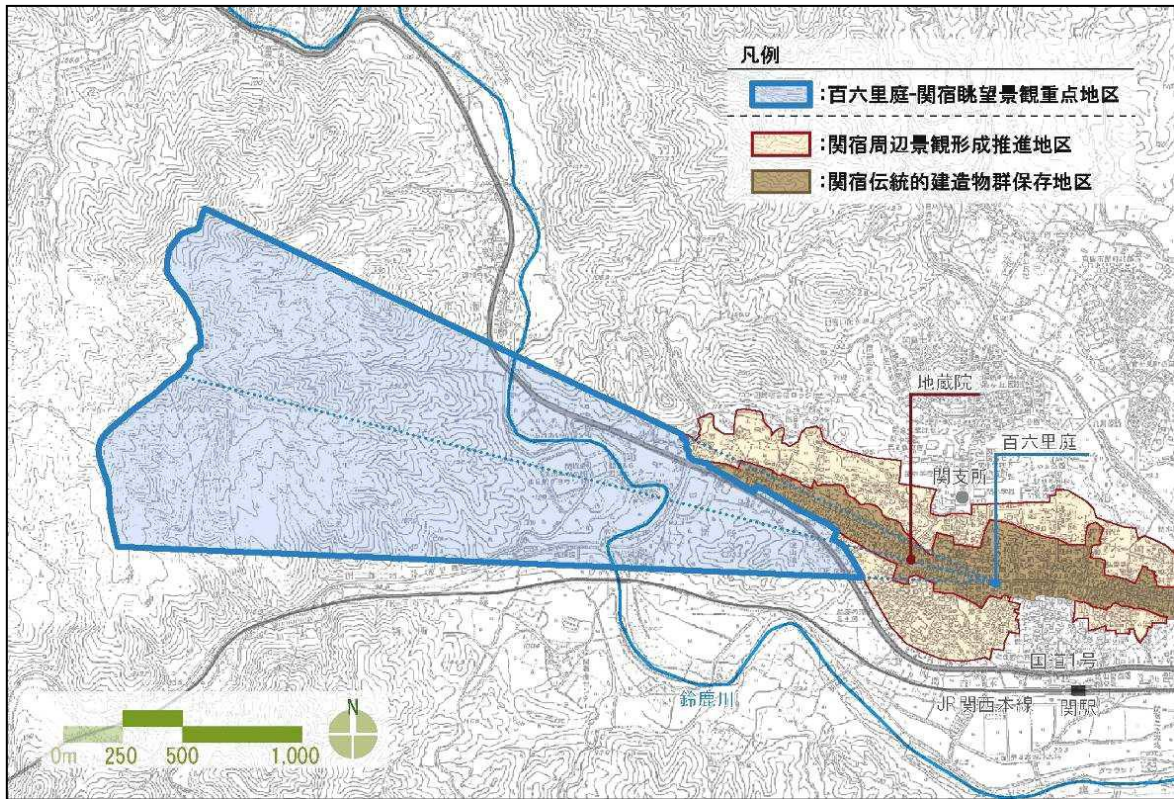 凡例
：百六里庭-関宿眺望景観重点地区
：関宿周辺景観形成推進地区
：関宿伝統的建造物群保存地区
地蔵院
百六里庭
関支所
国道1号
鈴鹿川
JR関西本線
関駅
N
0m 250 500 1,000